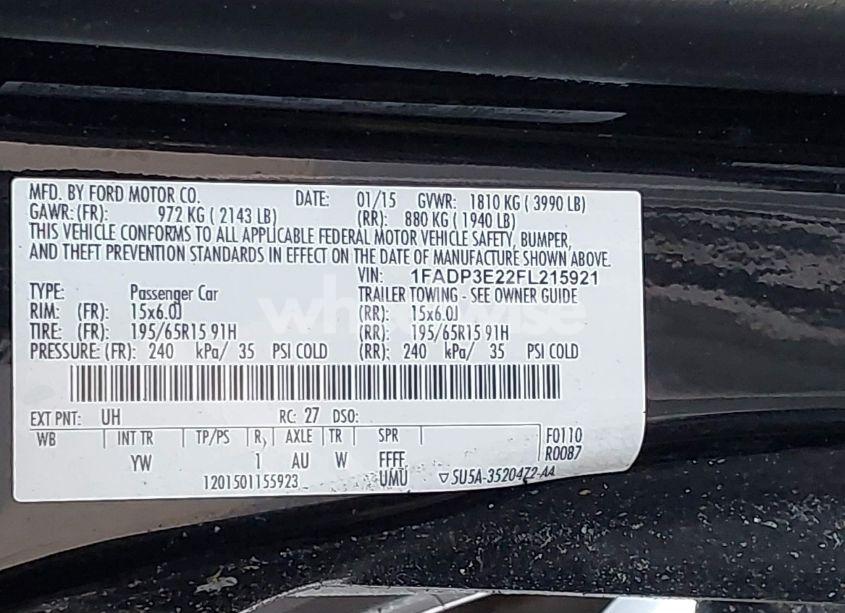 MFD. BY FORD MOTOR CO. DATE: 01/15 GVWR: 1810 KG ( 3990 LB)
GAWR: (FR): 972 KG ( 2143 LB) (RR): 880 KG ( 1940 LB)
THIS VEHICLE CONFORMS TO ALL APPLICABLE FEDERAL MOTOR VEHICLE SAFETY, BUMPER,
AND THEFT PREVENTION STANDARDS IN EFFECT ON THE DATE OF MANUFACTURE SHOWN ABOVE.
VIN: 1FADP3E22FL215921
TYPE: Passenger Car TRAILER TOWING - SEE OWNER GUIDE
RIM: (FR): 15x6.0J (RR): 15x6.0J
TIRE: (FR): 195/65R15 91H (RR): 195/65R15 91H
PRESSURE: (FR): 240 kPa/ 35 PSI COLD (RR): 240 kPa/ 35 PSI COLD
EXT PNT: UH RC: 27 DSO:
WB INT TR TP/PS R AXLE TR SPR F0110
YW 1 AU W FFFF R0087
1201501155923 UMU ▽5U5A-3520472-AA